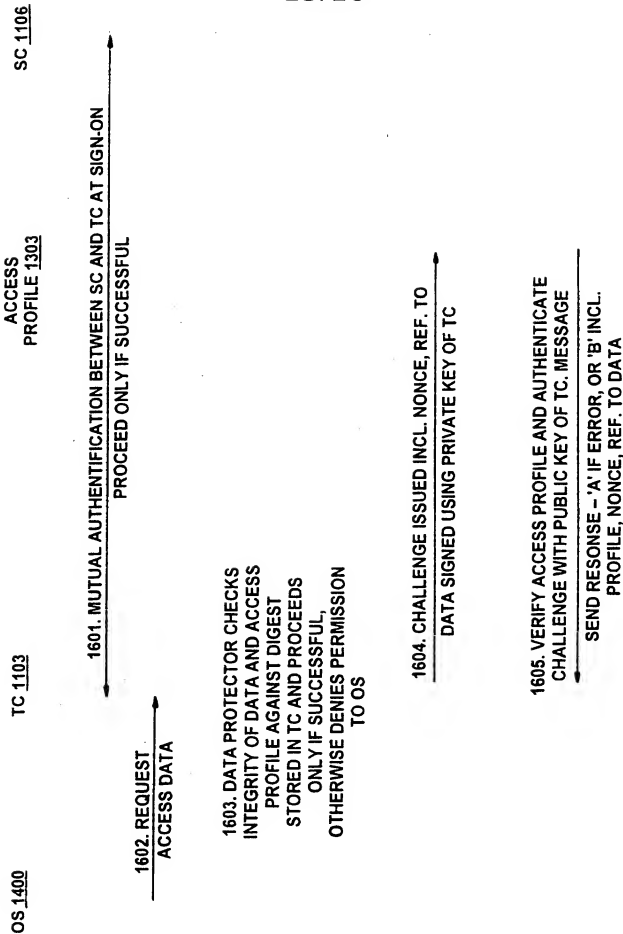 OS 1400
TC 1103
ACCESS
PROFILE 1303
SC 1106
1601. MUTUAL AUTHENTIFICATION BETWEEN SC AND TC AT SIGN-ON
PROCEED ONLY IF SUCCESSFUL
1602. REQUEST
ACCESS DATA
1603. DATA PROTECTOR CHECKS
INTEGRITY OF DATA AND ACCESS
PROFILE AGAINST DIGEST
STORED IN TC AND PROCEEDS
ONLY IF SUCCESSFUL,
OTHERWISE DENIES PERMISSION
TO OS
1604. CHALLENGE ISSUED INCL. NONCE, REF. TO
DATA SIGNED USING PRIVATE KEY OF TC
1605. VERIFY ACCESS PROFILE AND AUTHENTICATE
CHALLENGE WITH PUBLIC KEY OF TC. MESSAGE
SEND RESONSE – 'A' IF ERROR, OR 'B' INCL.
PROFILE, NONCE, REF. TO DATA